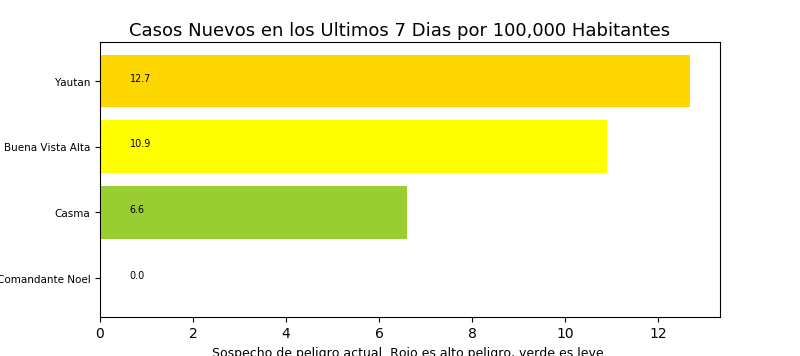 Casos Nuevos en los Ultimos 7 Dias por 100,000 Habitantes
Yautan 12.7
Buena Vista Alta 10.9
Casma 6.6
Comandante Noel 0.0
0 2 4 6 8 10 12
Sospecho de peligro actual. Rojo es alto peligro, verde es leve